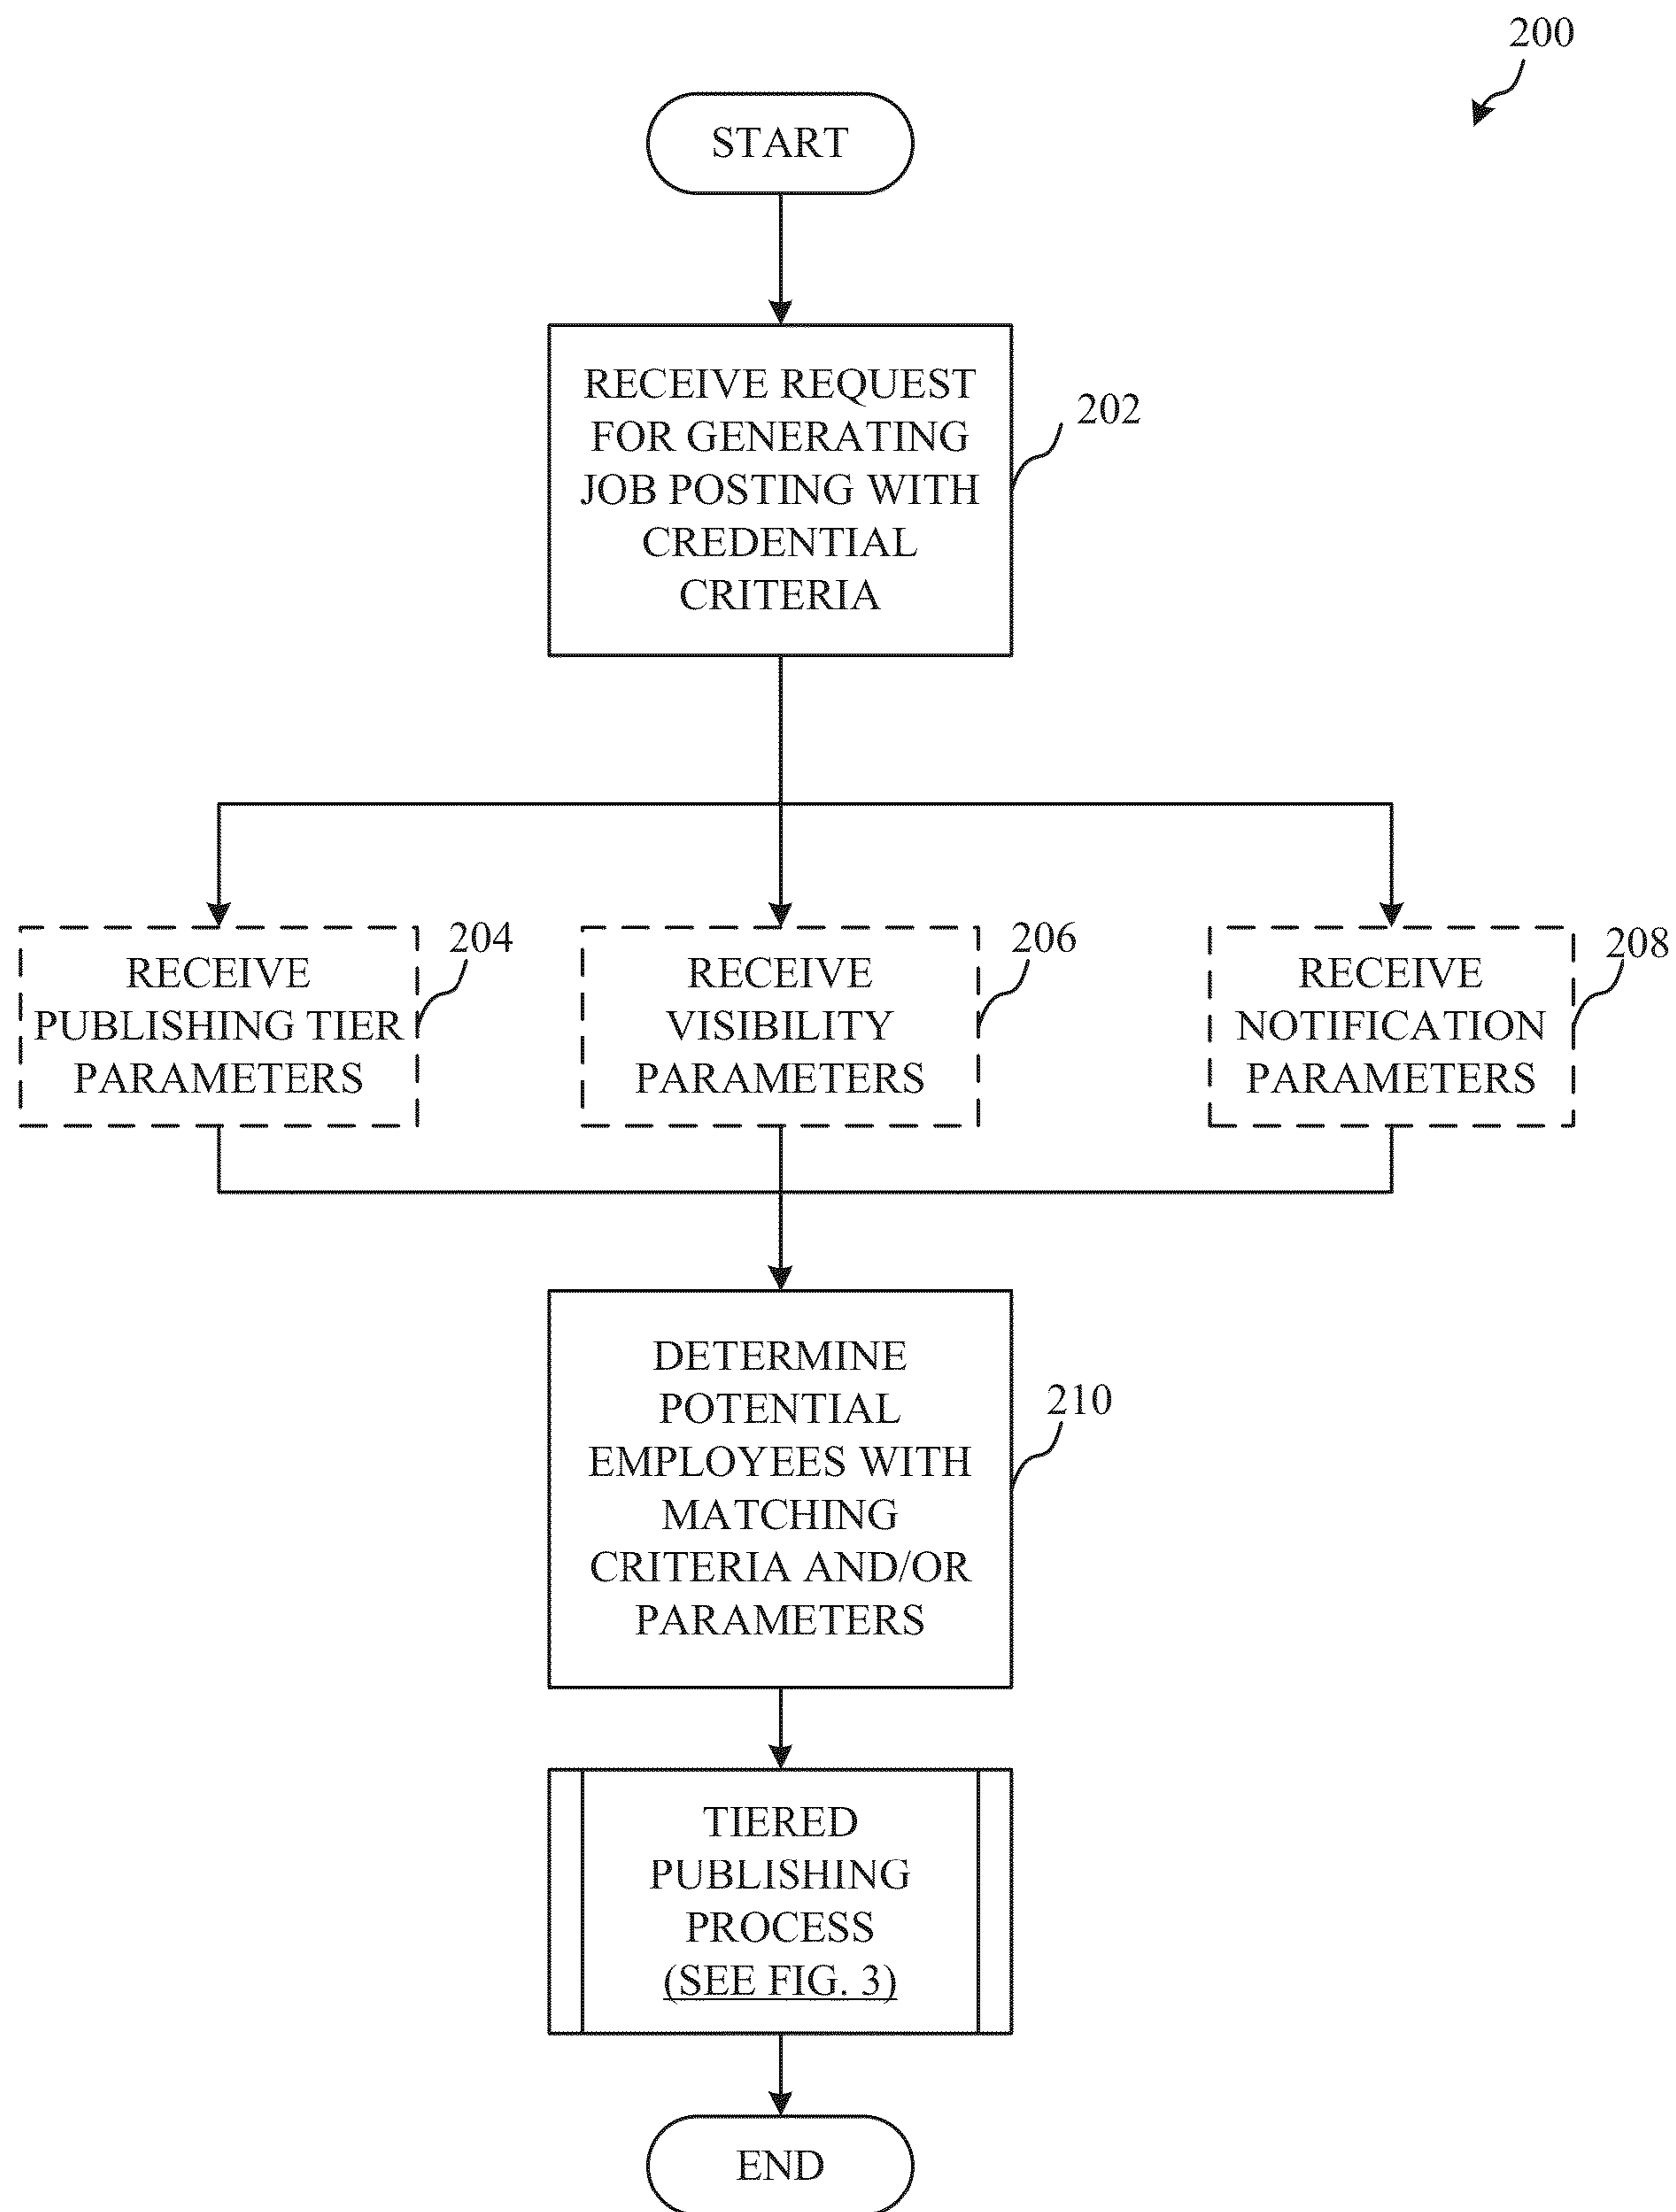 200
START
RECEIVE REQUEST
FOR GENERATING
JOB POSTING WITH
CREDENTIAL
CRITERIA
202
RECEIVE
PUBLISHING TIER
PARAMETERS
204
RECEIVE
VISIBILITY
PARAMETERS
206
RECEIVE
NOTIFICATION
PARAMETERS
208
DETERMINE
POTENTIAL
EMPLOYEES WITH
MATCHING
CRITERIA AND/OR
PARAMETERS
210
TIERED
PUBLISHING
PROCESS
(SEE FIG. 3)
END